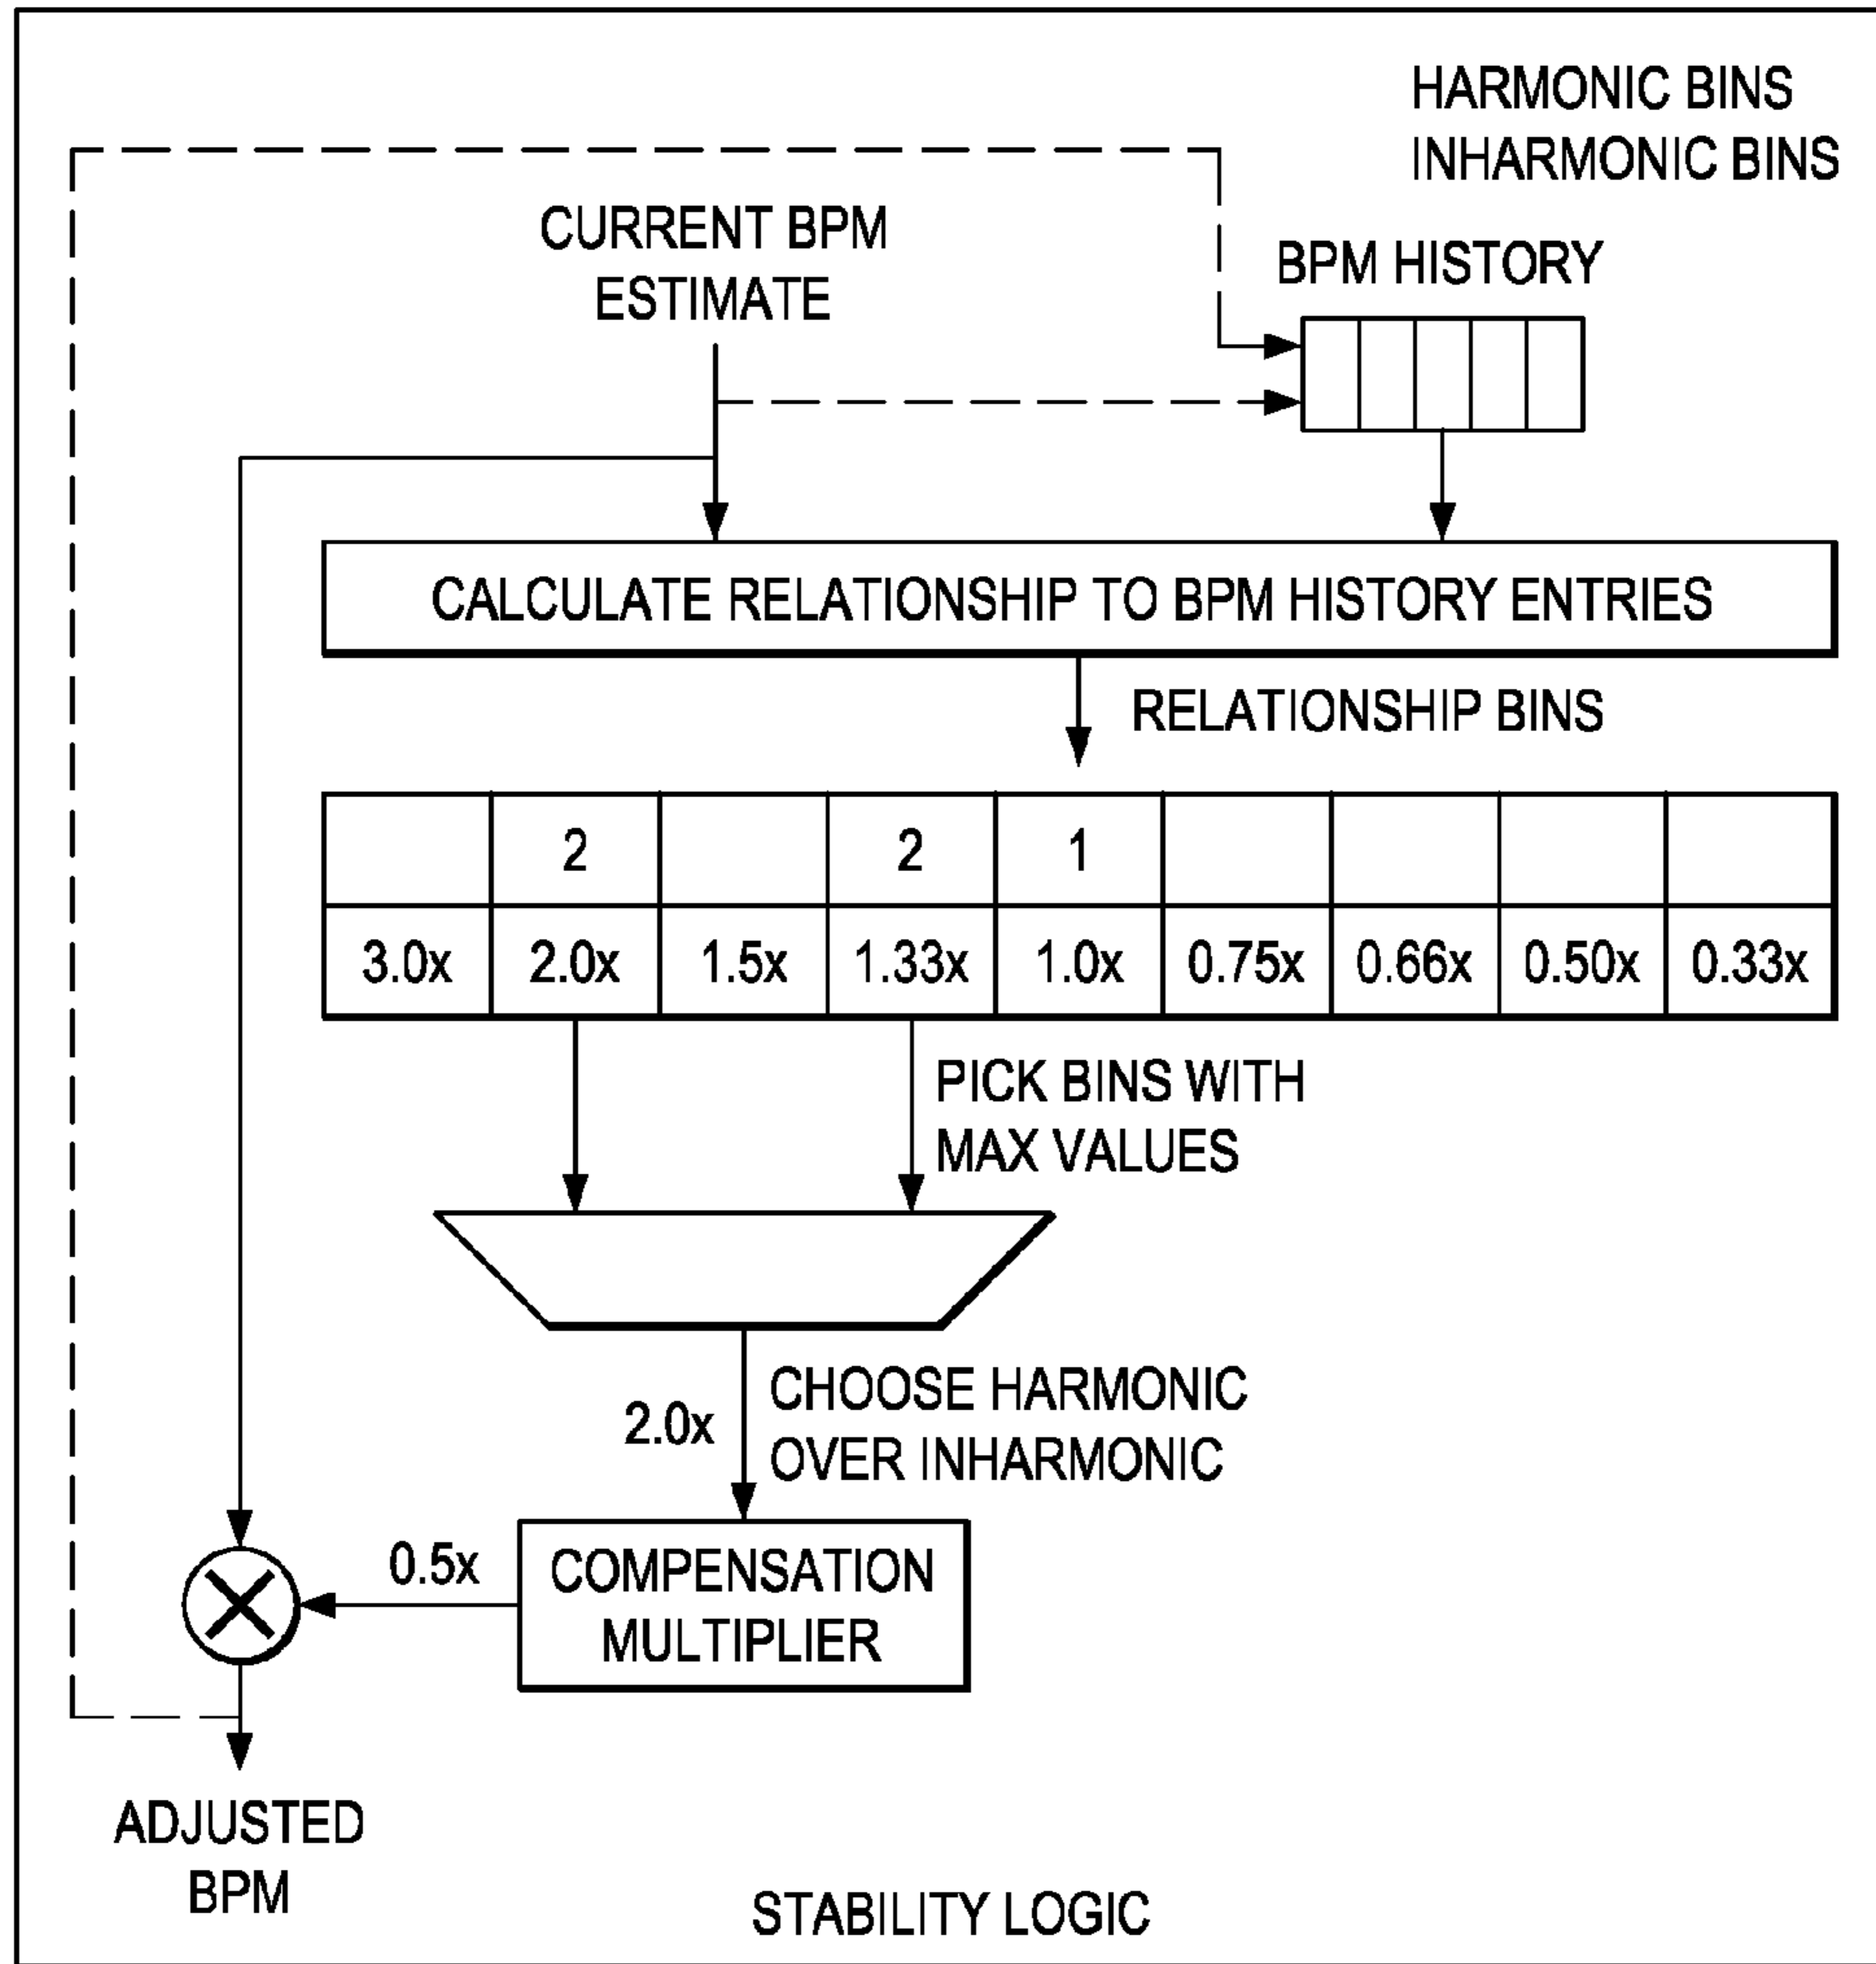 HARMONIC BINS
INHARMONIC BINS
CURRENT BPM
ESTIMATE
BPM HISTORY
CALCULATE RELATIONSHIP TO BPM HISTORY ENTRIES
RELATIONSHIP BINS
2 2 1
3.0x 2.0x 1.5x 1.33x 1.0x 0.75x 0.66x 0.50x 0.33x
PICK BINS WITH
MAX VALUES
2.0x
CHOOSE HARMONIC
OVER INHARMONIC
0.5x
COMPENSATION
MULTIPLIER
ADJUSTED
BPM
STABILITY LOGIC